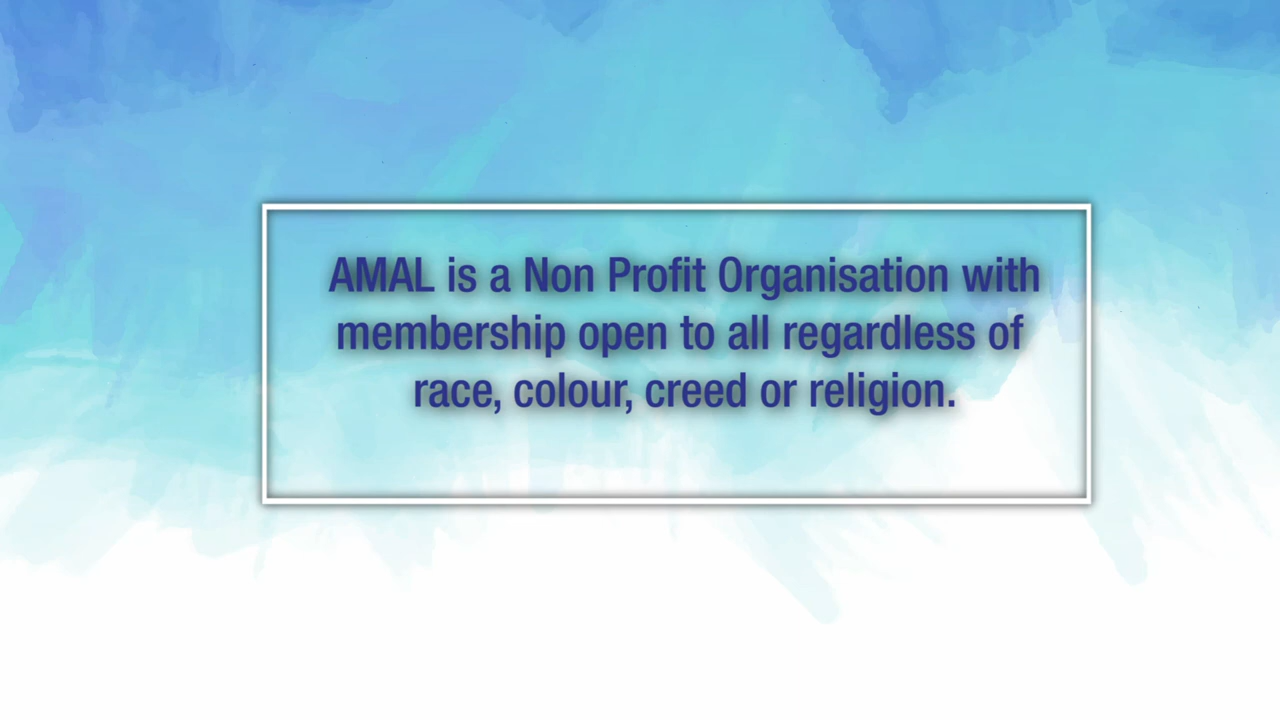 AMAL is a Non Profit Organisation with
membership open to all regardless of
race, colour, creed or religion.